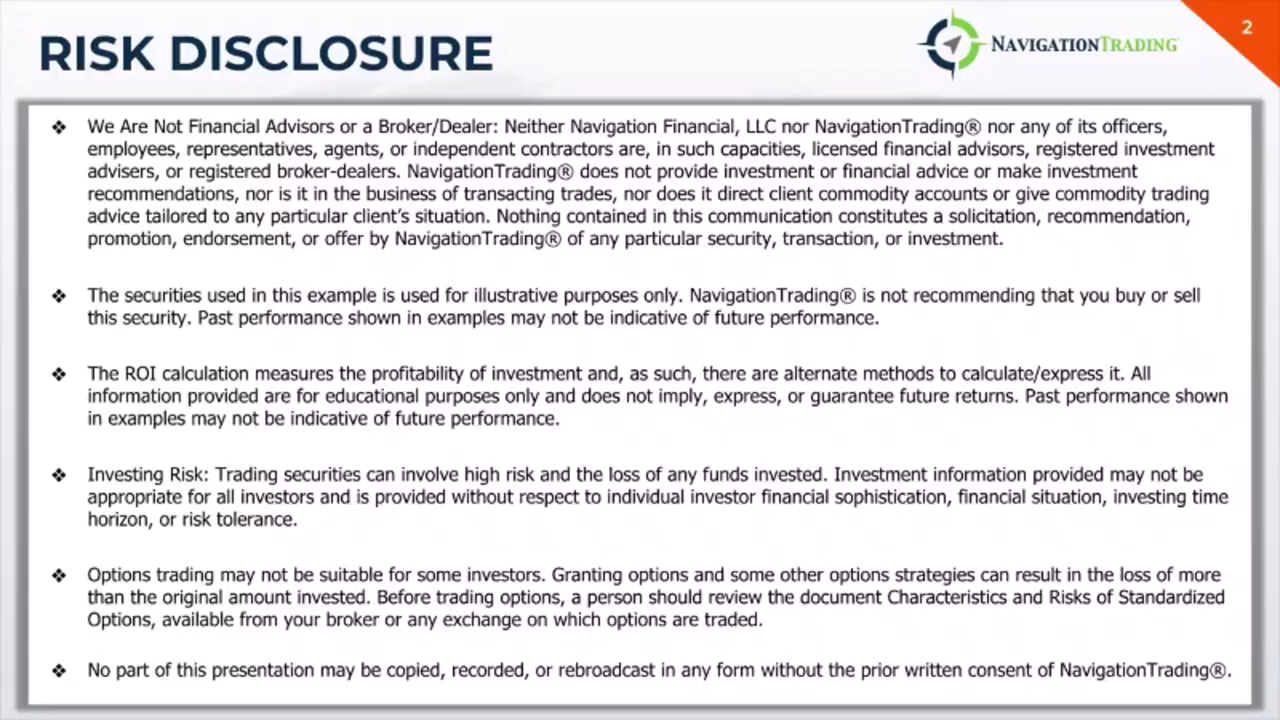 RISK DISCLOSURE
NAVIGATIONTRADING
2
❖ We Are Not Financial Advisors or a Broker/Dealer: Neither Navigation Financial, LLC nor NavigationTrading® nor any of its officers,
employees, representatives, agents, or independent contractors are, in such capacities, licensed financial advisors, registered investment
advisers, or registered broker-dealers. NavigationTrading® does not provide investment or financial advice or make investment
recommendations, nor is it in the business of transacting trades, nor does it direct client commodity accounts or give commodity trading
advice tailored to any particular client's situation. Nothing contained in this communication constitutes a solicitation, recommendation,
promotion, endorsement, or offer by NavigationTrading® of any particular security, transaction, or investment.
❖ The securities used in this example is used for illustrative purposes only. NavigationTrading® is not recommending that you buy or sell
this security. Past performance shown in examples may not be indicative of future performance.
❖ The ROI calculation measures the profitability of investment and, as such, there are alternate methods to calculate/express it. All
information provided are for educational purposes only and does not imply, express, or guarantee future returns. Past performance shown
in examples may not be indicative of future performance.
❖ Investing Risk: Trading securities can involve high risk and the loss of any funds invested. Investment information provided may not be
appropriate for all investors and is provided without respect to individual investor financial sophistication, financial situation, investing time
horizon, or risk tolerance.
❖ Options trading may not be suitable for some investors. Granting options and some other options strategies can result in the loss of more
than the original amount invested. Before trading options, a person should review the document Characteristics and Risks of Standardized
Options, available from your broker or any exchange on which options are traded.
❖ No part of this presentation may be copied, recorded, or rebroadcast in any form without the prior written consent of NavigationTrading®.